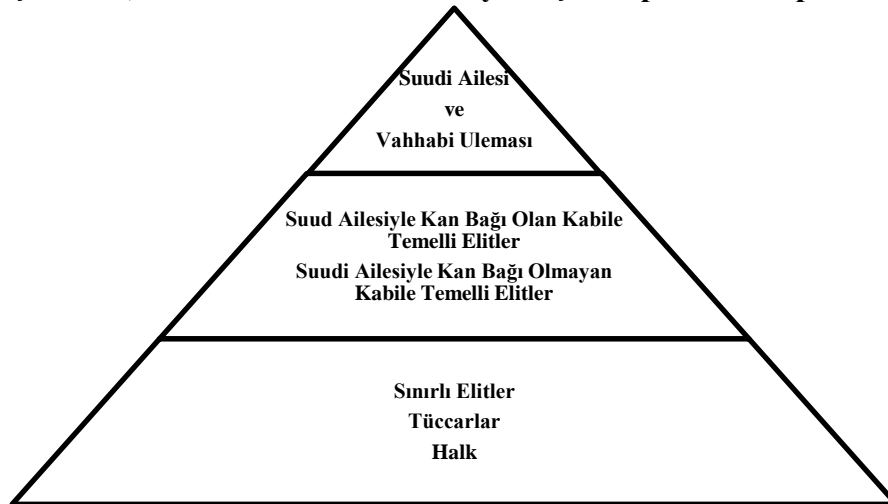 Suudi Ailesi
ve
Vahhabi Uleması
Suud Ailesiyle Kan Bağı Olan Kabile
Temelli Elitler
Suudi Ailesiyle Kan Bağı Olmayan
Kabile Temelli Elitler
Sınırlı Elitler
Tüccarlar
Halk